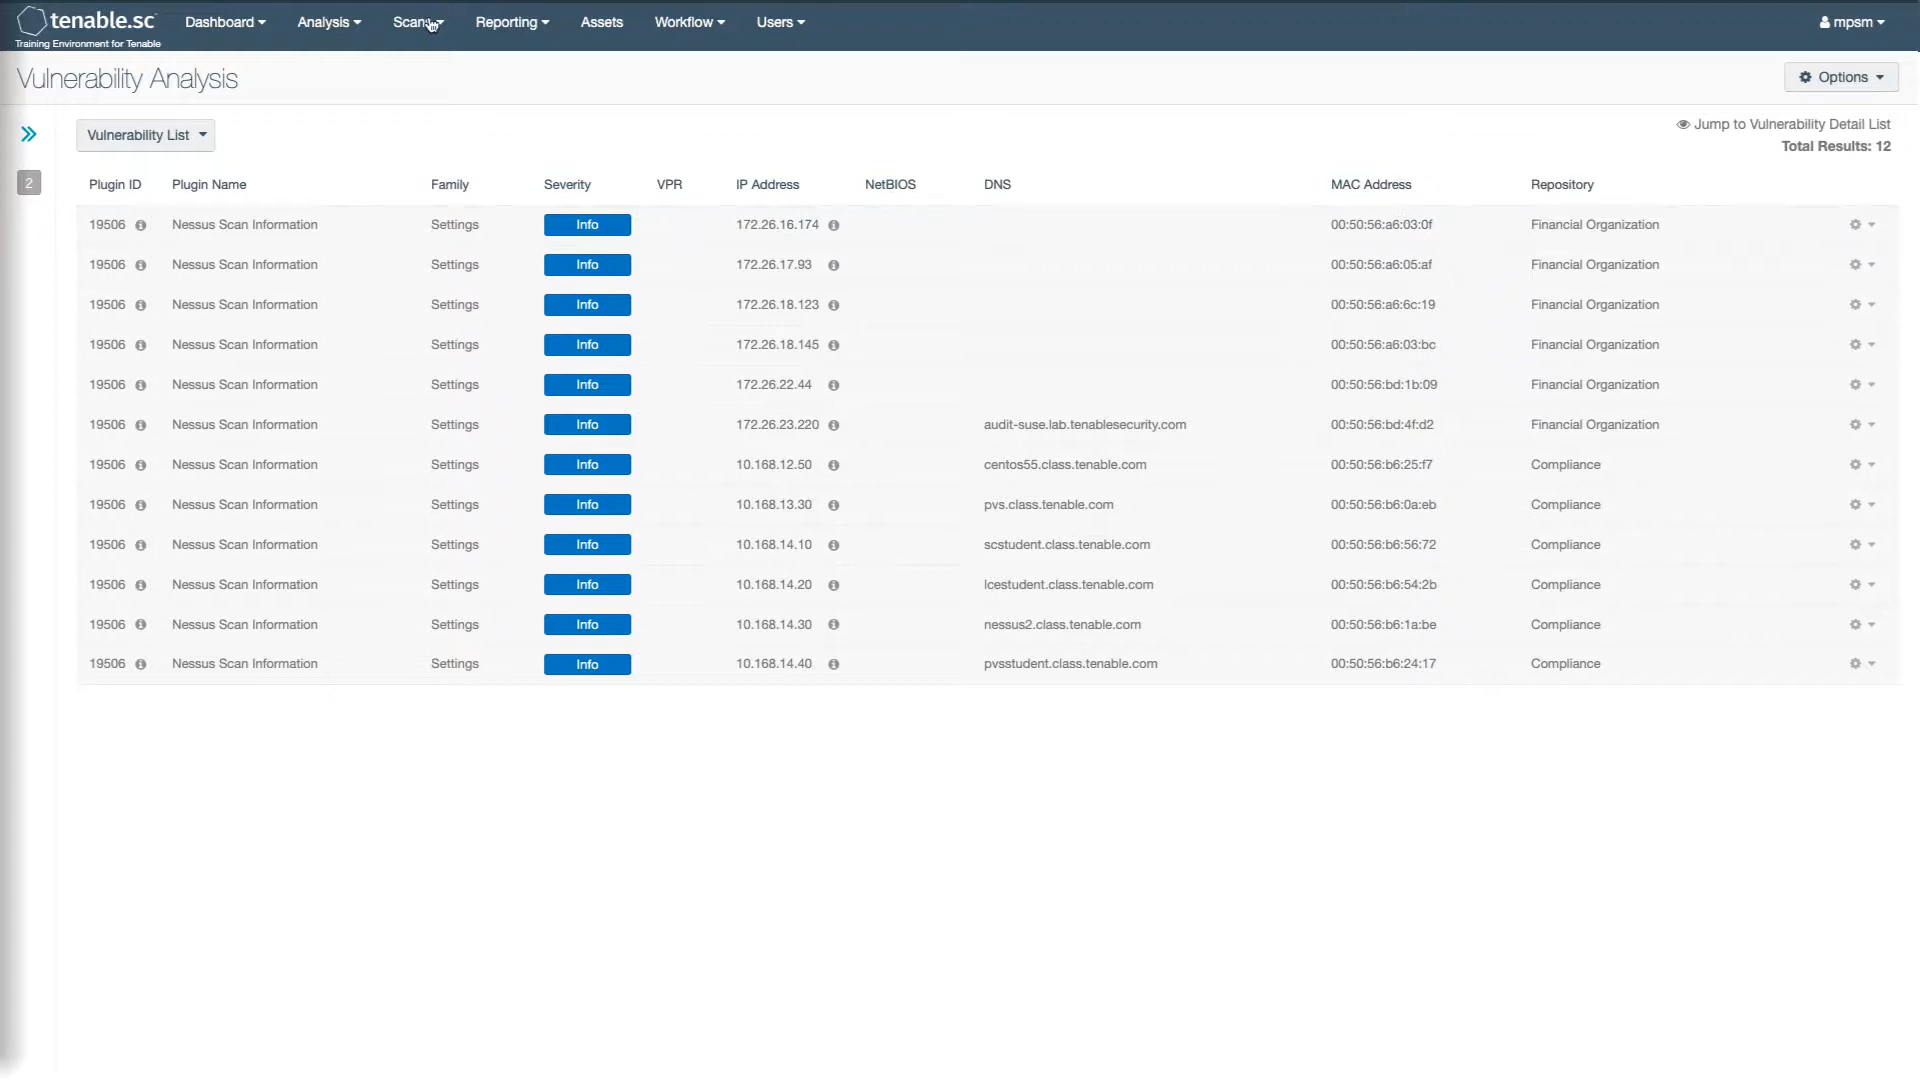 tenable.sc Dashboard Analysis Scans Reporting Assets Workflow Users mpsm
Training Environment for Tenable
Vulnerability Analysis Options
Vulnerability List Jump to Vulnerability Detail List
Total Results: 12
2 Plugin ID Plugin Name Family Severity VPR IP Address NetBIOS DNS MAC Address Repository
19506 Nessus Scan Information Settings Info 172.26.16.174 00:50:56:a6:03:0f Financial Organization
19506 Nessus Scan Information Settings Info 172.26.17.93 00:50:56:a6:05:af Financial Organization
19506 Nessus Scan Information Settings Info 172.26.18.123 00:50:56:a6:6c:19 Financial Organization
19506 Nessus Scan Information Settings Info 172.26.18.145 00:50:56:a6:03:bc Financial Organization
19506 Nessus Scan Information Settings Info 172.26.22.44 00:50:56:bd:1b:09 Financial Organization
19506 Nessus Scan Information Settings Info 172.26.23.220 audit-suse.lab.tenablesecurity.com 00:50:56:bd:4f:d2 Financial Organization
19506 Nessus Scan Information Settings Info 10.168.12.50 centos55.class.tenable.com 00:50:56:b6:25:f7 Compliance
19506 Nessus Scan Information Settings Info 10.168.13.30 pvs.class.tenable.com 00:50:56:b6:0a:eb Compliance
19506 Nessus Scan Information Settings Info 10.168.14.10 scstudent.class.tenable.com 00:50:56:b6:56:72 Compliance
19506 Nessus Scan Information Settings Info 10.168.14.20 lcestudent.class.tenable.com 00:50:56:b6:54:2b Compliance
19506 Nessus Scan Information Settings Info 10.168.14.30 nessus2.class.tenable.com 00:50:56:b6:1a:be Compliance
19506 Nessus Scan Information Settings Info 10.168.14.40 pvsstudent.class.tenable.com 00:50:56:b6:24:17 Compliance